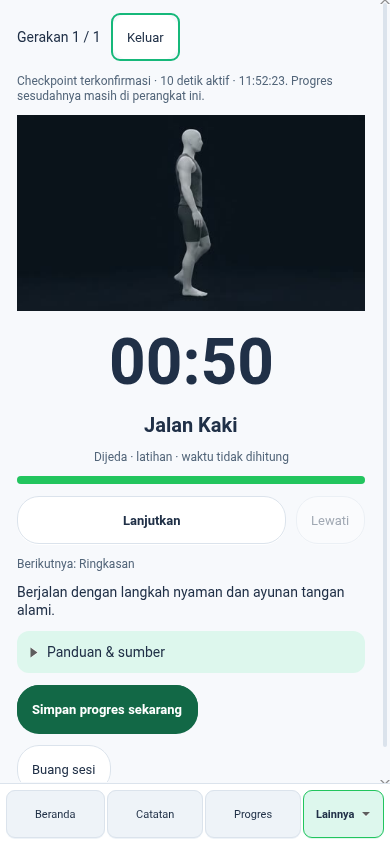 Gerakan 1 / 1
Keluar
Checkpoint terkonfirmasi · 10 detik aktif · 11:52:23. Progres
sesudahnya masih di perangkat ini.
00:50
Jalan Kaki
Dijeda · latihan · waktu tidak dihitung
Lanjutkan
Lewati
Berikutnya: Ringkasan
Berjalan dengan langkah nyaman dan ayunan tangan
alami.
Panduan & sumber
Simpan progres sekarang
Buang sesi
Beranda
Catatan
Progres
Lainnya